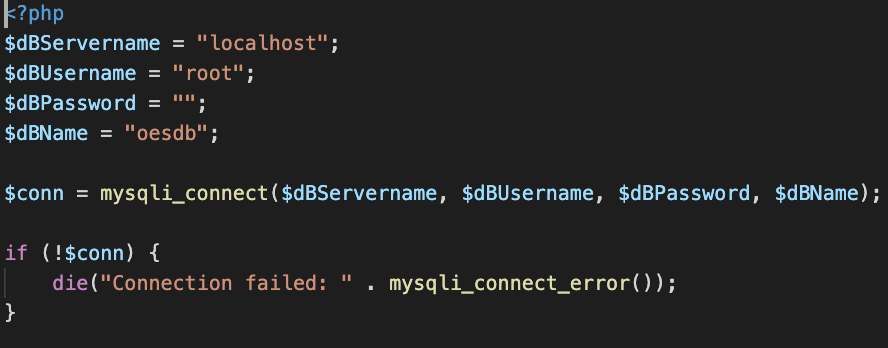 <?php
$dBServername = "localhost";
$dBUsername = "root";
$dBPassword = "";
$dBName = "oesdb";

$conn = mysqli_connect($dBServername, $dBUsername, $dBPassword, $dBName);

if (!$conn) {
    die("Connection failed: " . mysqli_connect_error());
}